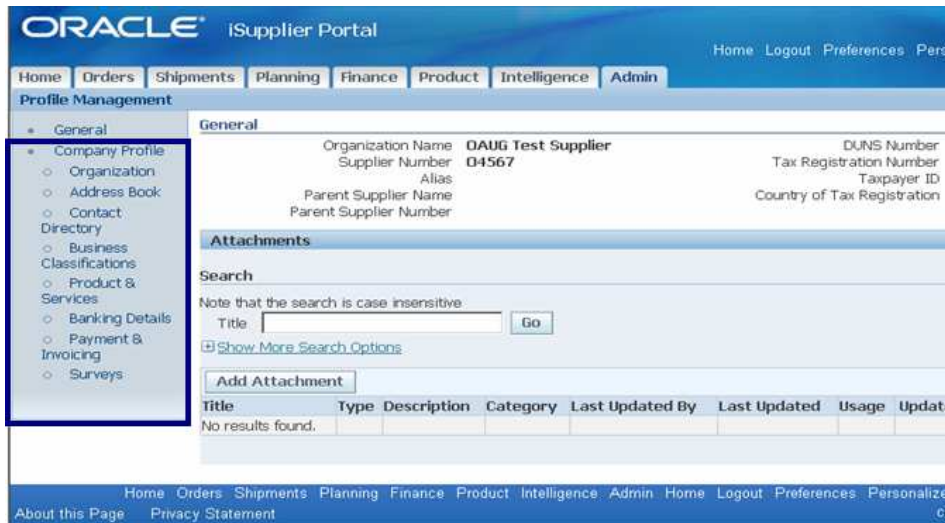 ORACLE iSupplier Portal
Home Logout Preferences
Home Orders Shipments Planning Finance Product Intelligence Admin
Profile Management
General
Company Profile
Organization
Address Book
Contact
Directory
Business
Classifications
Product &
Services
Banking Details
Payment &
Invoicing
Surveys
General
Organization Name OAUG Test Supplier
Supplier Number O4567
Alias
Parent Supplier Name
Parent Supplier Number
DUNS Number
Tax Registration Number
Taxpayer ID
Country of Tax Registration
Attachments
Search
Note that the search is case insensitive
Title Go
Show More Search Options
Add Attachment
Title Type Description Category Last Updated By Last Updated Usage
No results found.
Home Orders Shipments Planning Finance Product Intelligence Admin Home Logout Preferences Personalize
About this Page Privacy Statement